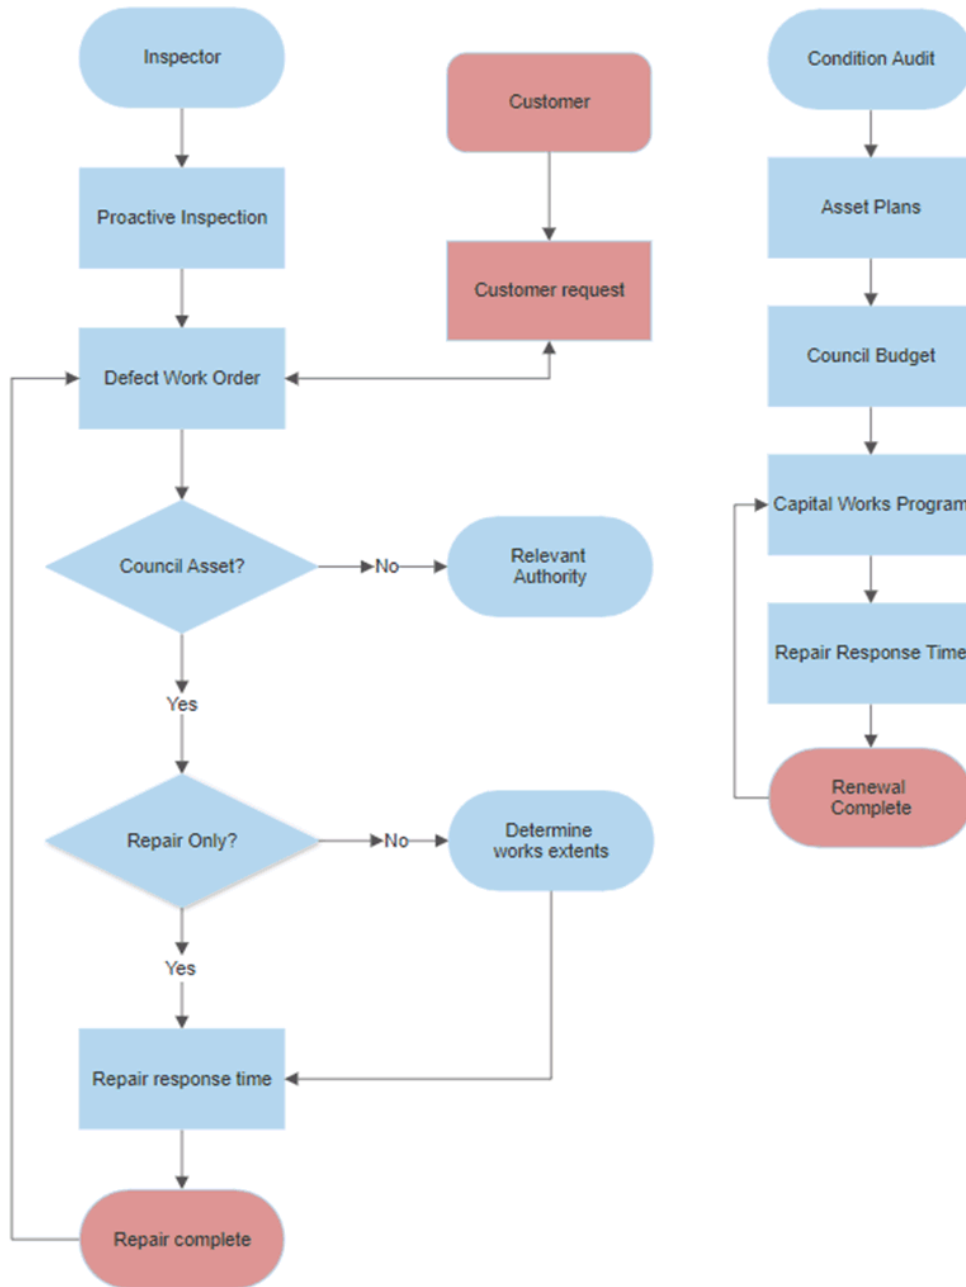 Inspector
Proactive Inspection
Defect Work Order
Council Asset?
No
Relevant
Authority
Yes
Repair Only?
No
Determine
works extents
Yes
Repair response time
Repair complete
Customer
Customer request
Condition Audit
Asset Plans
Council Budget
Capital Works Program
Repair Response Time
Renewal
Complete